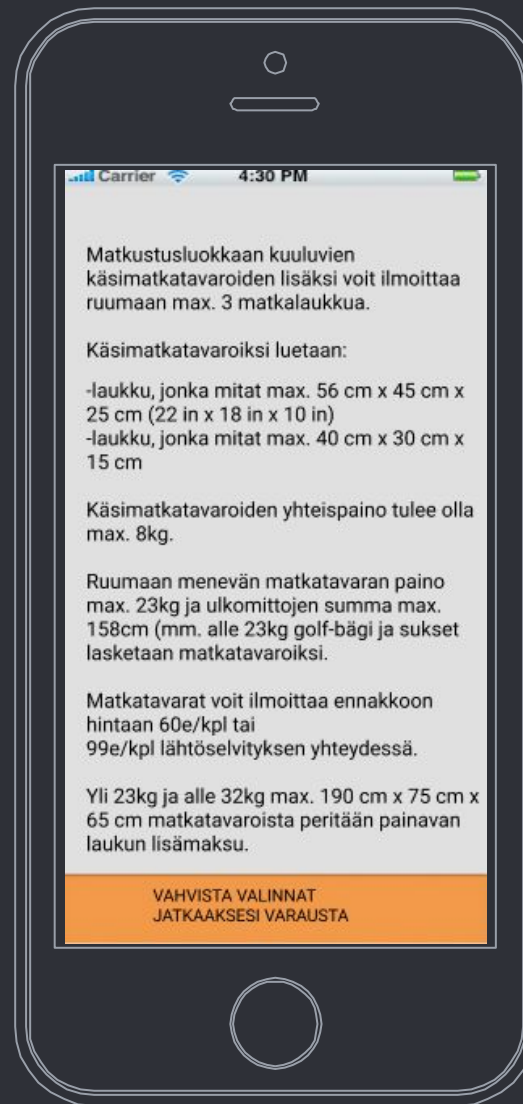 Carrier 4:30 PM
Matkustusluokkaan kuuluvien
käsimatkatavaroiden lisäksi voit ilmoittaa
ruumaan max. 3 matkalaukkua.
Käsimatkatavaroiksi luetaan:
-laukku, jonka mitat max. 56 cm x 45 cm x
25 cm (22 in x 18 in x 10 in)
-laukku, jonka mitat max. 40 cm x 30 cm x
15 cm
Käsimatkatavaroiden yhteispaino tulee olla
max. 8kg.
Ruumaan menevän matkatavaran paino
max. 23kg ja ulkomittojen summa max.
158cm (mm. alle 23kg golf-bägi ja sukset
lasketaan matkatavaroiksi.
Matkatavarat voit ilmoittaa ennakkoon
hintaan 60e/kpl tai
99e/kpl lähtöselvityksen yhteydessä.
Yli 23kg ja alle 32kg max. 190 cm x 75 cm x
65 cm matkatavaroista peritään painavan
laukun lisämaksu.
VAHVISTA VALINNAT
JATKAAKSESI VARAUSTA